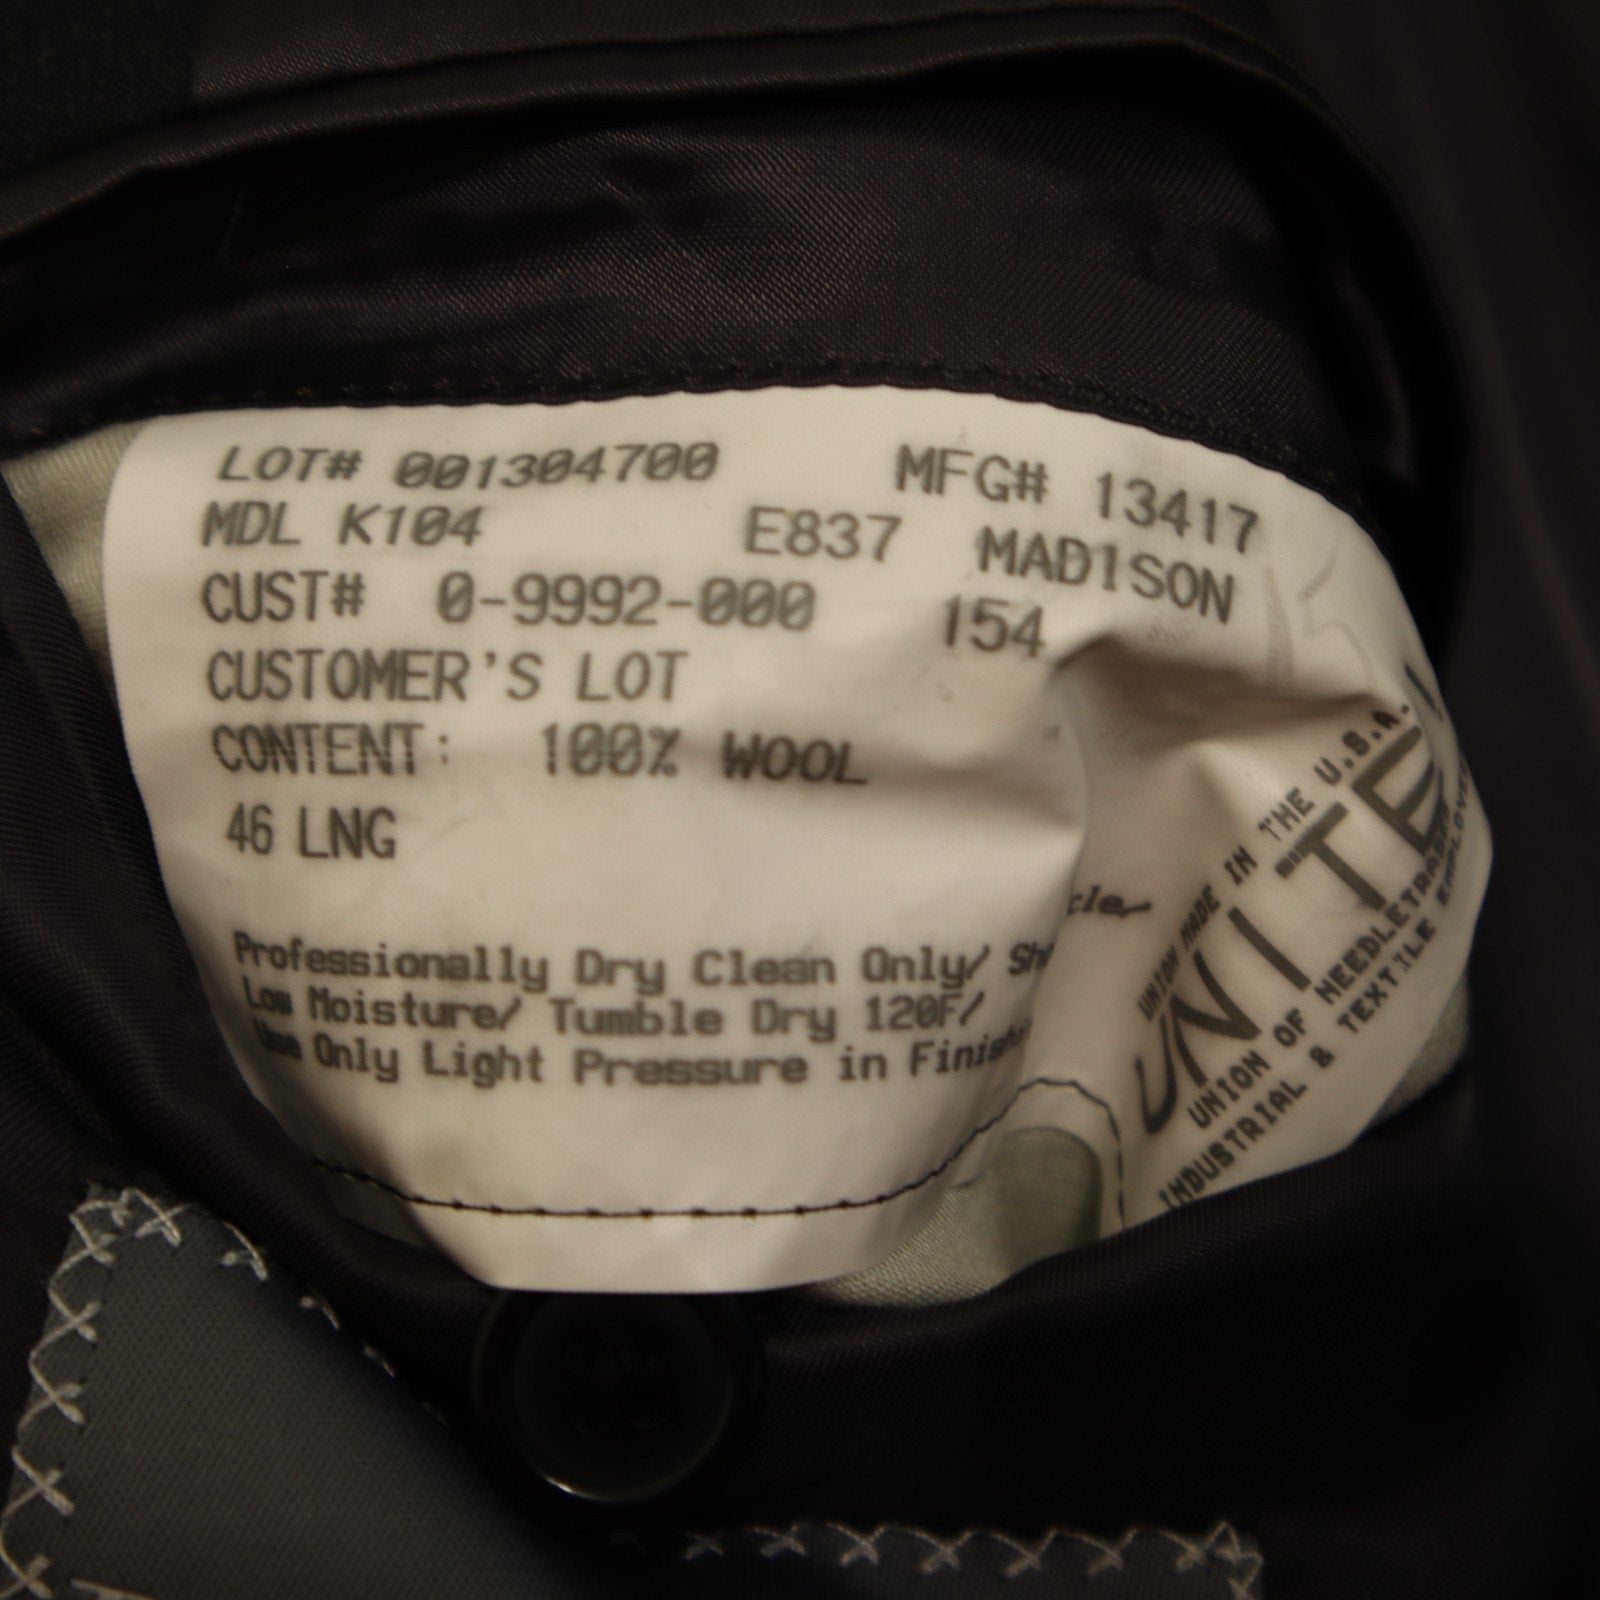 LOT# 001304700 MFG# 13417
MDL K104 E837 MADISON
CUST# 0-9992-000 154
CUSTOMER'S LOT
CONTENT: 100% WOOL
46 LNG
Professionally Dry Clean Only/
Low Moisture/ Tumble Dry 120F/
Use Only Light Pressure in
UNION MADE IN THE U.S.A.
UNITE
UNION OF NEEDLETRADES
INDUSTRIAL & TEXTILE